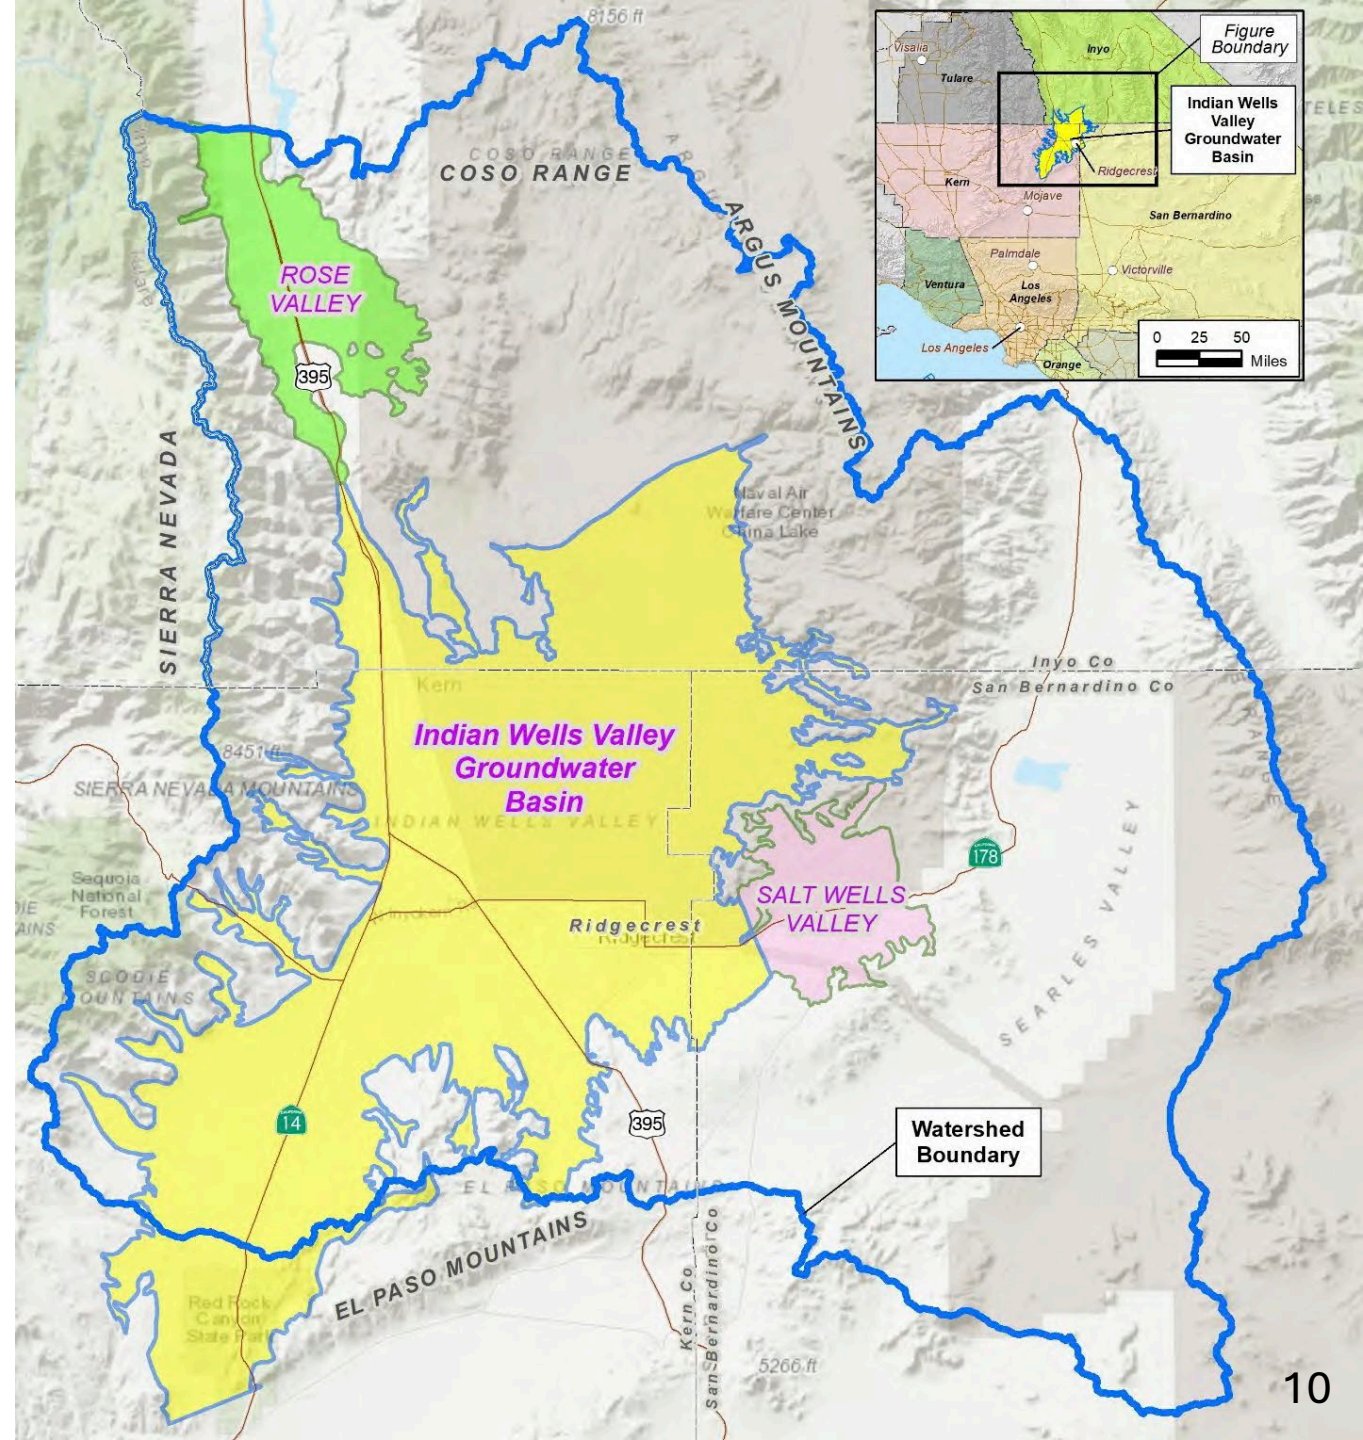 8156 ft
COSO RANGE
COSO RANGE
ARGUS MOUNTAINS
ROSE
VALLEY
395
SIERRA NEVADA
Naval Air
Warfare Center
China Lake
Inyo Co
San Bernardino Co
Kern
Indian Wells Valley
Groundwater
Basin
INDIAN WELLS VALLEY
8451 ft
SIERRA NEVADA MOUNTAINS
Sequoia
National
Forest
SALT WELLS
VALLEY
178
SEARLES VALLEY
RANGE
Inyokern
Ridgecrest
Ridgecrest
SCODIE
MOUNTAINS
14
395
Watershed
Boundary
EL PASO MOUNTAINS
EL PASO MOUNTAINS
Red Rock
Canyon
State Park
Kern Co
San Bernardino Co
5266 ft
10
Figure
Boundary
Visalia
Tulare
Inyo
Indian Wells
Valley
Groundwater
Basin
Ridgecrest
Kern
Mojave
San Bernardino
Palmdale
Victorville
Ventura
Los
Angeles
Los Angeles
Orange
0 25 50
Miles